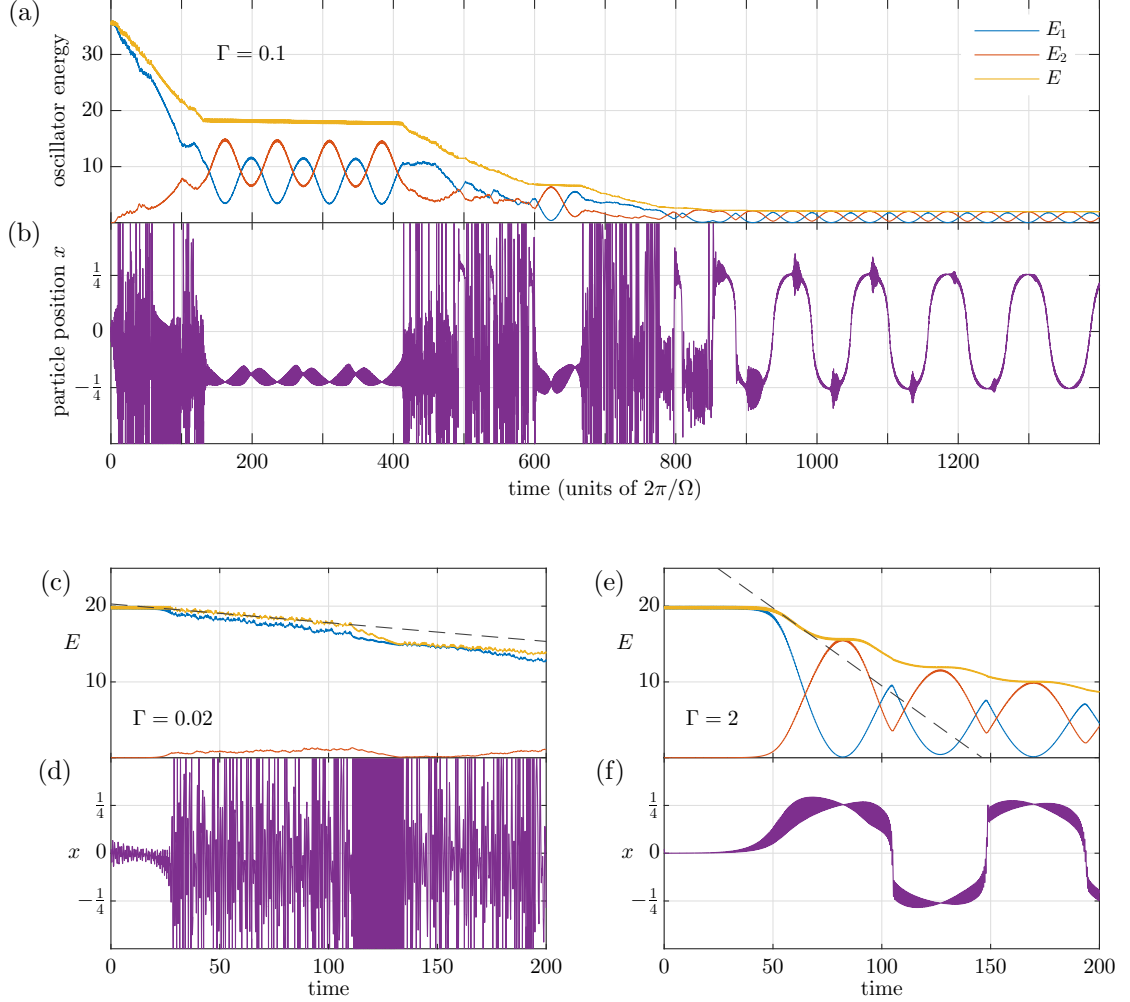 (a)
oscillator energy
30
20
10
Γ = 0.1
E₁
E₂
E
(b)
particle position x
1/4
0
−1/4
0 200 400 600 800 1000 1200
time (units of 2π/Ω)
(c)
E
20
10
Γ = 0.02
(d)
x
1/4
0
−1/4
0 50 100 150 200
time
(e)
E
20
10
Γ = 2
(f)
x
1/4
0
−1/4
0 50 100 150 200
time